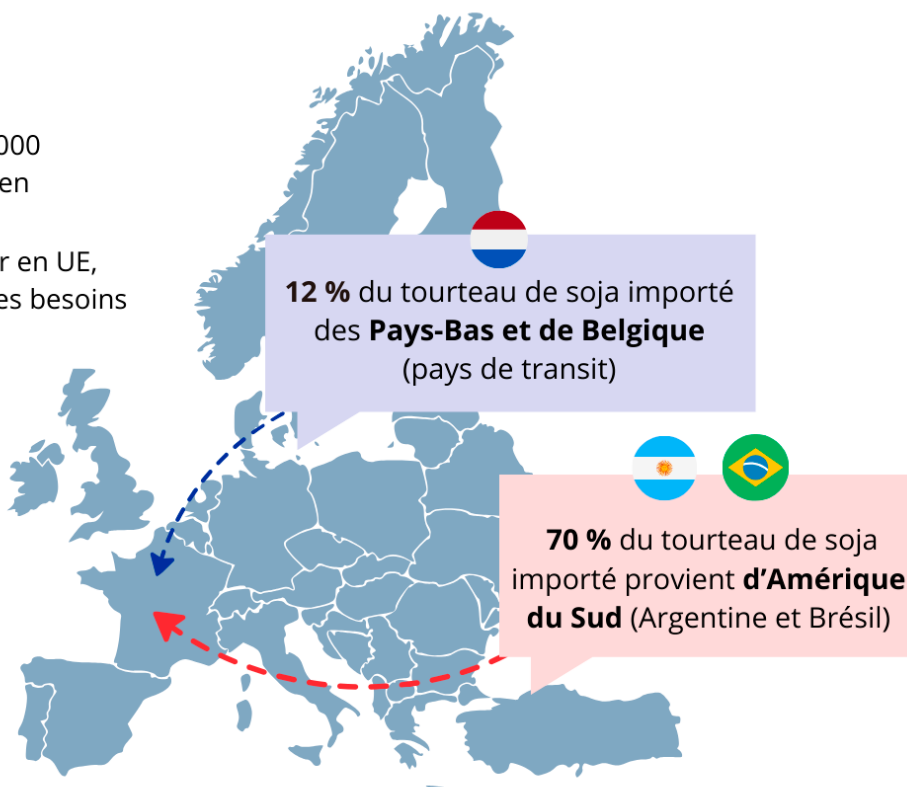 000
en
r en UE,
es besoins
12 % du tourteau de soja importé
des Pays-Bas et de Belgique
(pays de transit)
70 % du tourteau de soja
importé provient d’Amérique
du Sud (Argentine et Brésil)